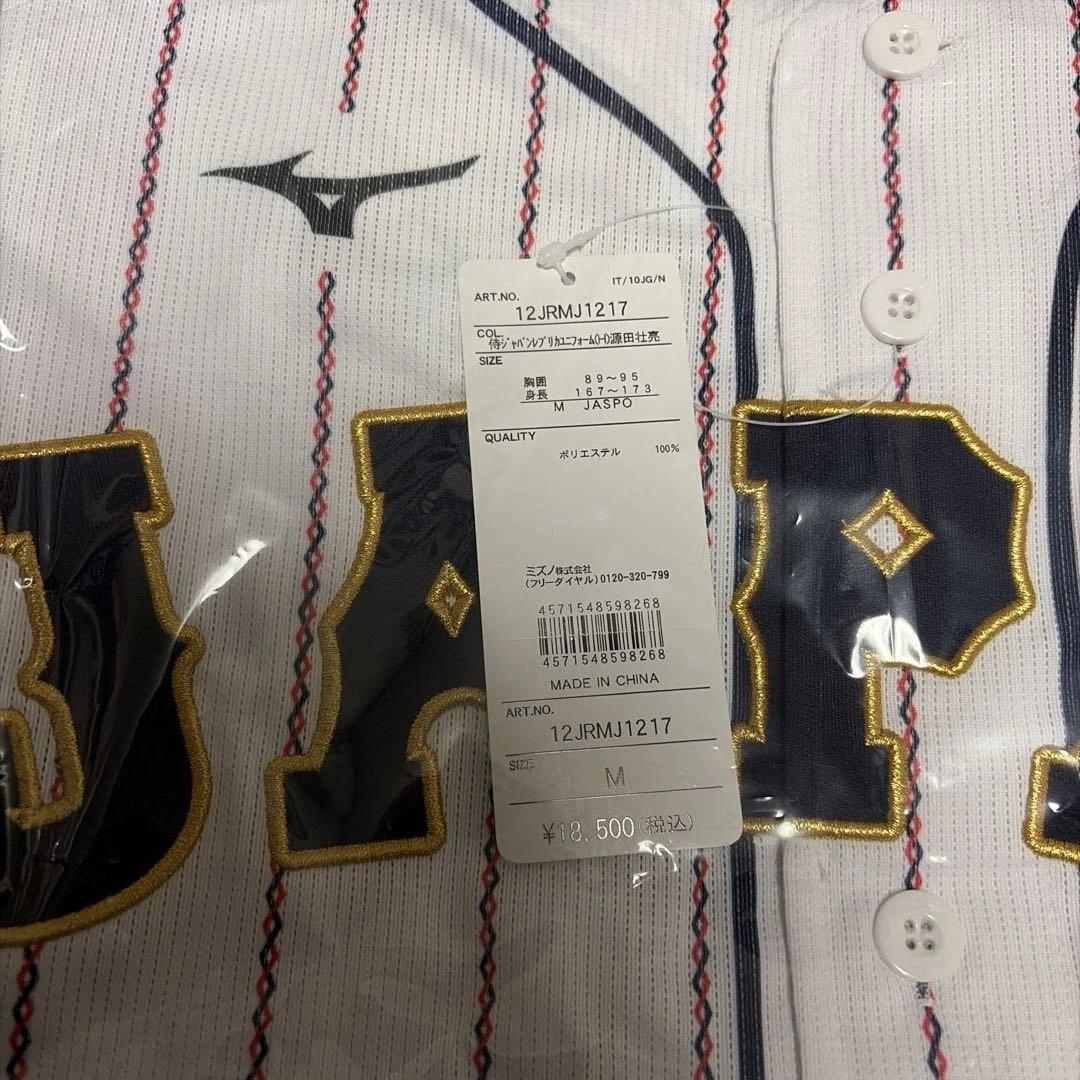 IT/10JG/N
ART.NO.
12JRMJ1217
COL.
侍ジャパンレプリカユニフォーム(H)源田壮亮
SIZE
胸囲 89～95
身長 167～173
M JASPO
QUALITY
ポリエステル 100%
ミズノ株式会社
(フリーダイヤル)0120-320-799
4571548598268
4571548598268
MADE IN CHINA
ART.NO.
12JRMJ1217
SIZE
M
¥18,500(税込)
JAP